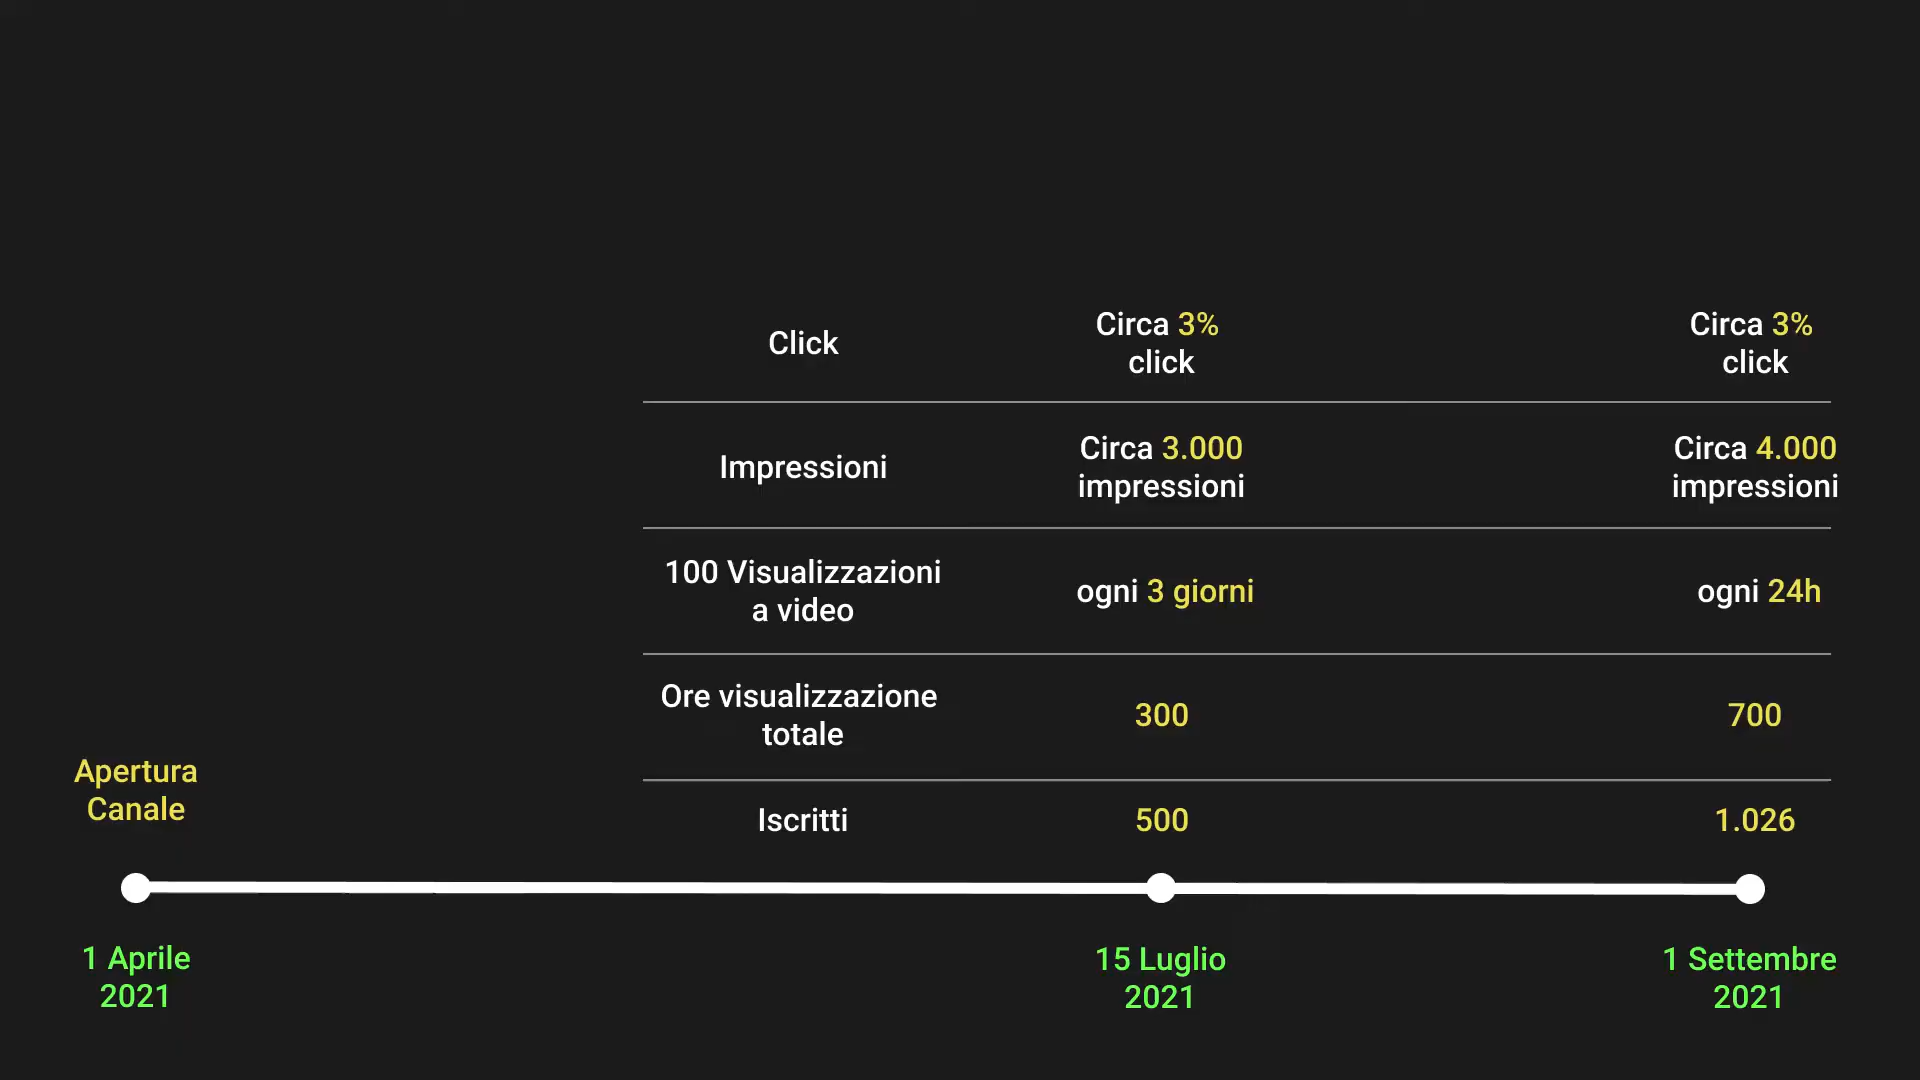 Click
Circa 3%
click
Circa 3%
click
Impressioni
Circa 3.000
impressioni
Circa 4.000
impressioni
100 Visualizzazioni
a video
ogni 3 giorni
ogni 24h
Ore visualizzazione
totale
300
700
Apertura
Canale
Iscritti
500
1.026
1 Aprile
2021
15 Luglio
2021
1 Settembre
2021